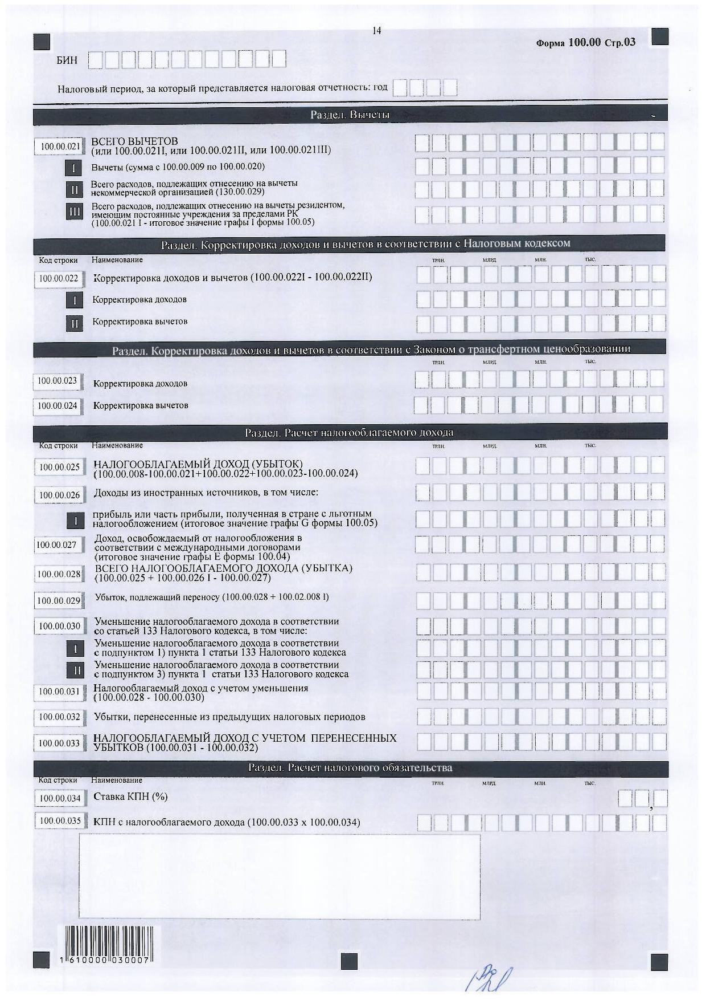 14
Форма 100.00 Стр.03
БИН
Налоговый период, за который представляется налоговая отчетность: год
Раздел. Вычеты
100.00.021 ВСЕГО ВЫЧЕТОВ
(или 100.00.021I, или 100.00.021II, или 100.00.021III)
I Вычеты (сумма с 100.00.009 по 100.00.020)
II Всего расходов, подлежащих отнесению на вычеты
некоммерческой организацией (130.00.029)
III Всего расходов, подлежащих отнесению на вычеты резидентом,
имеющим постоянные учреждения за пределами РК
(100.00.021 I - итоговое значение графы I формы 100.05)
Раздел. Корректировка доходов и вычетов в соответствии с Налоговым кодексом
Код строки Наименование трлн. млрд. млн. тыс.
100.00.022 Корректировка доходов и вычетов (100.00.022I - 100.00.022II)
I Корректировка доходов
II Корректировка вычетов
Раздел. Корректировка доходов и вычетов в соответствии с Законом о трансфертном ценообразовании
трлн. млрд. млн. тыс.
100.00.023 Корректировка доходов
100.00.024 Корректировка вычетов
Раздел. Расчет налогооблагаемого дохода
Код строки Наименование трлн. млрд. млн. тыс.
100.00.025 НАЛОГООБЛАГАЕМЫЙ ДОХОД (УБЫТОК)
(100.00.008-100.00.021+100.00.022+100.00.023-100.00.024)
100.00.026 Доходы из иностранных источников, в том числе:
I прибыль или часть прибыли, полученная в стране с льготным
налогообложением (итоговое значение графы G формы 100.05)
100.00.027 Доход, освобождаемый от налогообложения в
соответствии с международными договорами
(итоговое значение графы E формы 100.04)
100.00.028 ВСЕГО НАЛОГООБЛАГАЕМОГО ДОХОДА (УБЫТКА)
(100.00.025 + 100.00.026 I - 100.00.027)
100.00.029 Убыток, подлежащий переносу (100.00.028 + 100.02.008 I)
100.00.030 Уменьшение налогооблагаемого дохода в соответствии
со статьей 133 Налогового кодекса, в том числе:
I Уменьшение налогооблагаемого дохода в соответствии
с подпунктом 1) пункта 1 статьи 133 Налогового кодекса
II Уменьшение налогооблагаемого дохода в соответствии
с подпунктом 3) пункта 1 статьи 133 Налогового кодекса
100.00.031 Налогооблагаемый доход с учетом уменьшения
(100.00.028 - 100.00.030)
100.00.032 Убытки, перенесенные из предыдущих налоговых периодов
100.00.033 НАЛОГООБЛАГАЕМЫЙ ДОХОД С УЧЕТОМ ПЕРЕНЕСЕННЫХ
УБЫТКОВ (100.00.031 - 100.00.032)
Раздел. Расчет налогового обязательства
Код строки Наименование трлн. млрд. млн. тыс.
100.00.034 Ставка КПН (%) ,
100.00.035 КПН с налогооблагаемого дохода (100.00.033 х 100.00.034)
1 610000 030007